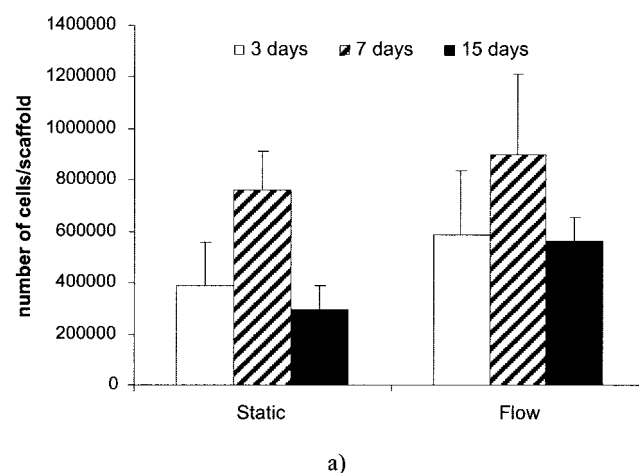 1400000
1200000
1000000
800000
600000
400000
200000
0
number of cells/scaffold
3 days 7 days 15 days
Static Flow
a)